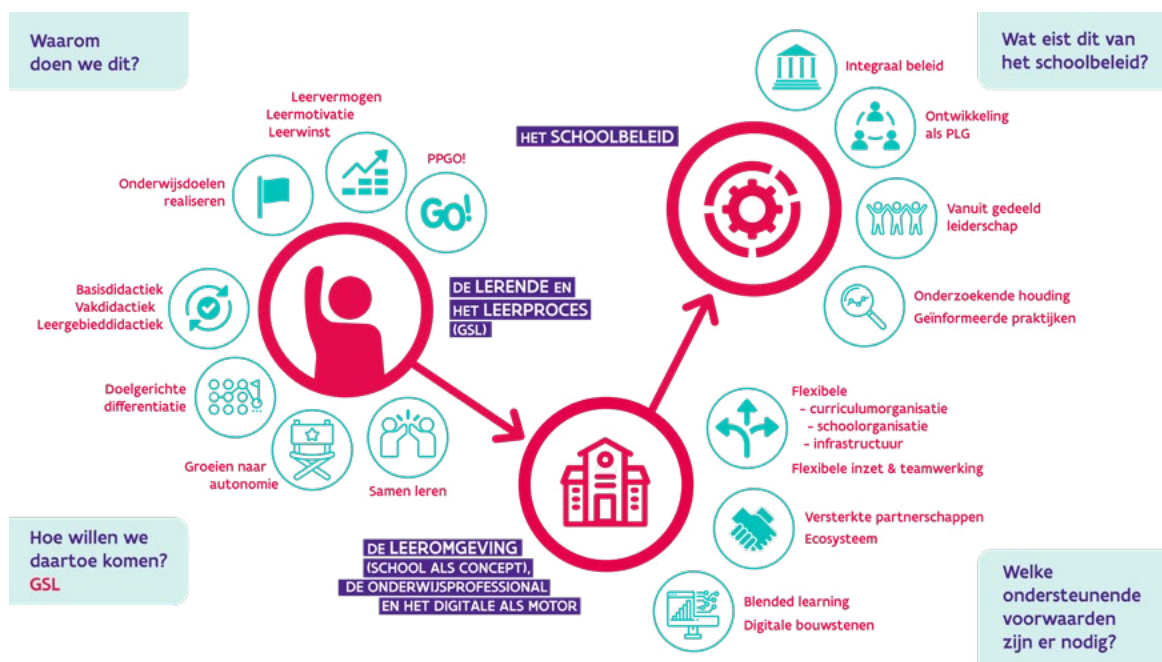 Waarom
doen we dit?
Leervermogen
Leermotivatie
Leerwinst
PPGO!
GO!
Onderwijsdoelen
realiseren
Basisdidactiek
Vakdidactiek
Leergebieddidactiek
Doelgerichte
differentiatie
Groeien naar
autonomie
Samen leren
DE LERENDE EN
HET LEERPROCES
(GSL)
Hoe willen we
daartoe komen?
GSL
DE LEEROMGEVING
(SCHOOL ALS CONCEPT),
DE ONDERWIJSPROFESSIONAL
EN HET DIGITALE ALS MOTOR
HET SCHOOLBELEID
Wat eist dit van
het schoolbeleid?
Integraal beleid
Ontwikkeling
als PLG
Vanuit gedeeld
leiderschap
Onderzoekende houding
Geïnformeerde praktijken
Flexibele
- curriculumorganisatie
- schoolorganisatie
- infrastructuur
Flexibele inzet & teamwerking
Versterkte partnerschappen
Ecosysteem
Blended learning
Digitale bouwstenen
Welke
ondersteunende
voorwaarden
zijn er nodig?